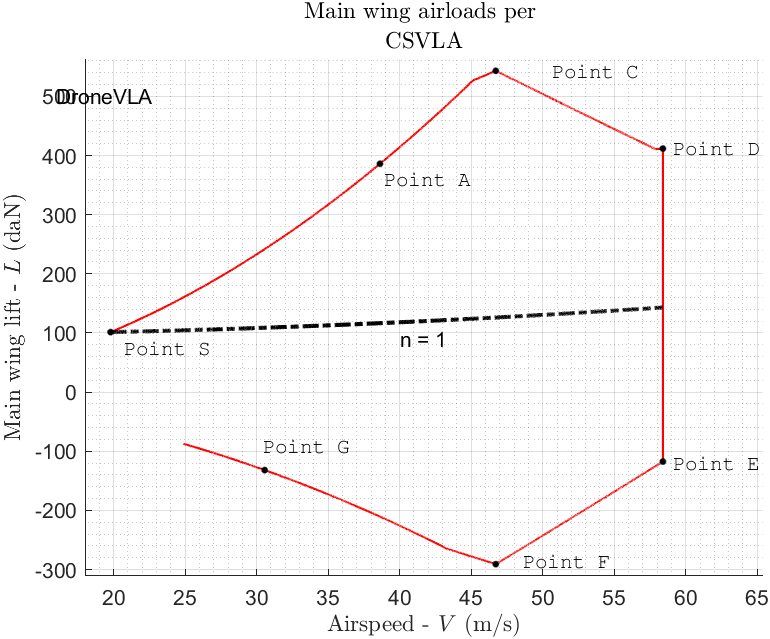 Main wing airloads per
CSVLA
Main wing lift - L (daN)
500
DroneVLA
400
300
200
100
0
-100
-200
-300
Point C
Point D
Point A
Point S
n = 1
Point G
Point E
Point F
20 25 30 35 40 45 50 55 60 65
Airspeed - V (m/s)